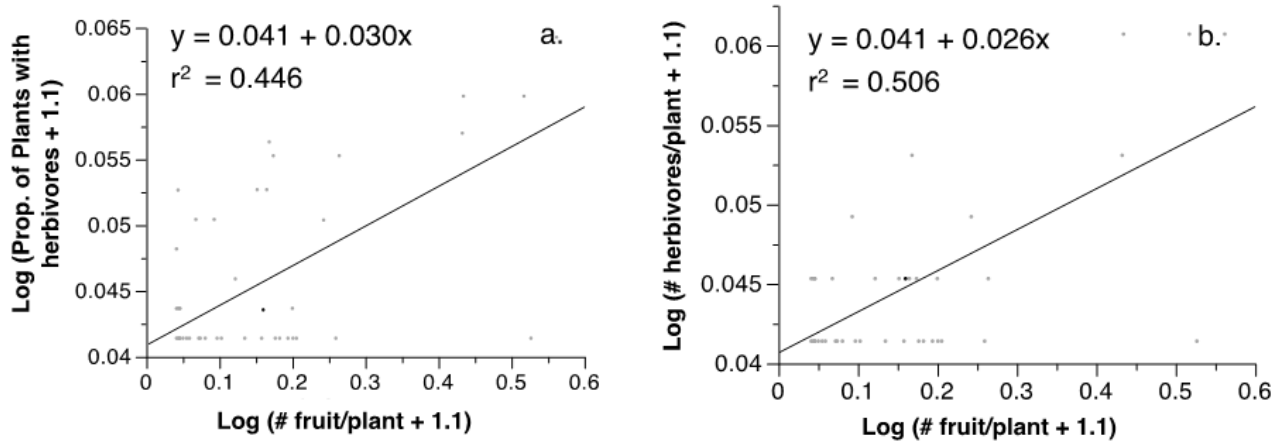 y = 0.041 + 0.030x
a.
r² = 0.446
Log (Prop. of Plants with
herbivores + 1.1)
0.065
0.06
0.055
0.05
0.045
0.04
0
0.1
0.2
0.3
0.4
0.5
0.6
Log (# fruit/plant + 1.1)
y = 0.041 + 0.026x
b.
r² = 0.506
Log (# herbivores/plant + 1.1)
0.06
0.055
0.05
0.045
0.04
0
0.1
0.2
0.3
0.4
0.5
0.6
Log (# fruit/plant + 1.1)